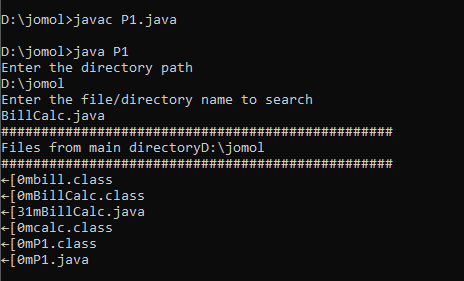 D:\jomol>javac P1.java
D:\jomol>java P1
Enter the directory path
D:\jomol
Enter the file/directory name to search
BillCalc.java
#################################################
Files from main directoryD:\jomol
#################################################
←[0mbill.class
←[0mBillCalc.class
←[31mBillCalc.java
←[0mcalc.class
←[0mP1.class
←[0mP1.java